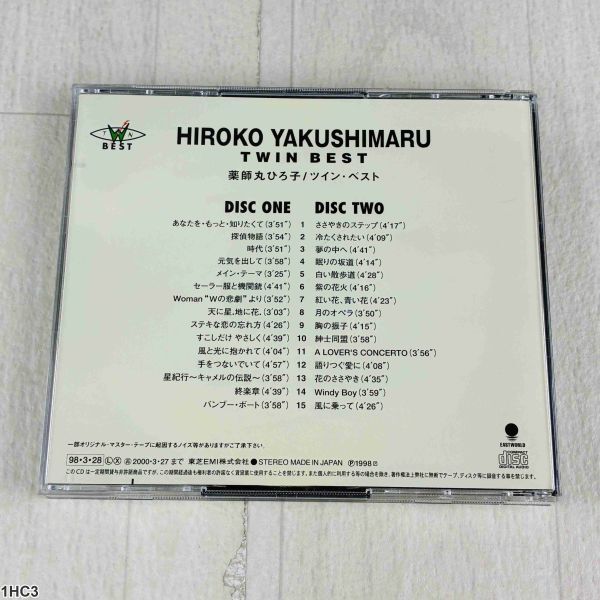 TWIN
BEST
HIROKO YAKUSHIMARU
TWIN BEST
薬師丸ひろ子/ツイン・ベスト
DISC ONE DISC TWO
あなたを・もっと・知りたくて(3'51") 1 ささやきのステップ(4'17")
探偵物語(3'54") 2 冷たくされたい(4'09")
時代(3'51") 3 夢の中へ(4'41")
元気を出して(3'58") 4 眠りの坂道(4'14")
メイン・テーマ(3'25") 5 白い散歩道(4'28")
セーラー服と機関銃(4'41") 6 紫の花火(4'16")
Woman "Wの悲劇"より(3'52") 7 紅い花、青い花(4'23")
天に星。地に花。(3'03") 8 月のオペラ(3'50")
ステキな恋の忘れ方(4'26") 9 胸の振子(4'15")
すこしだけ やさしく(4'39") 10 紳士同盟(3'58")
風と光に抱かれて(4'04") 11 A LOVER'S CONCERTO(3'56")
手をつないでいて(4'57") 12 語りつぐ愛に(4'08")
星紀行〜キャメルの伝説〜(3'58") 13 花のささやき(4'35")
終楽章(4'39") 14 Windy Boy(3'59")
バンブー・ボート(3'58") 15 風に乗って(4'26")
一部オリジナル・マスター・テープに起因するノイズ等がありますがご了承下さい。
98・3・28 Ⓛ Ⓧ 2000・3・27まで 東芝EMI株式会社 ● STEREO MADE IN JAPAN Ⓟ1998
EASTWORLD
COMPACT
disc
DIGITAL AUDIO
1HC3